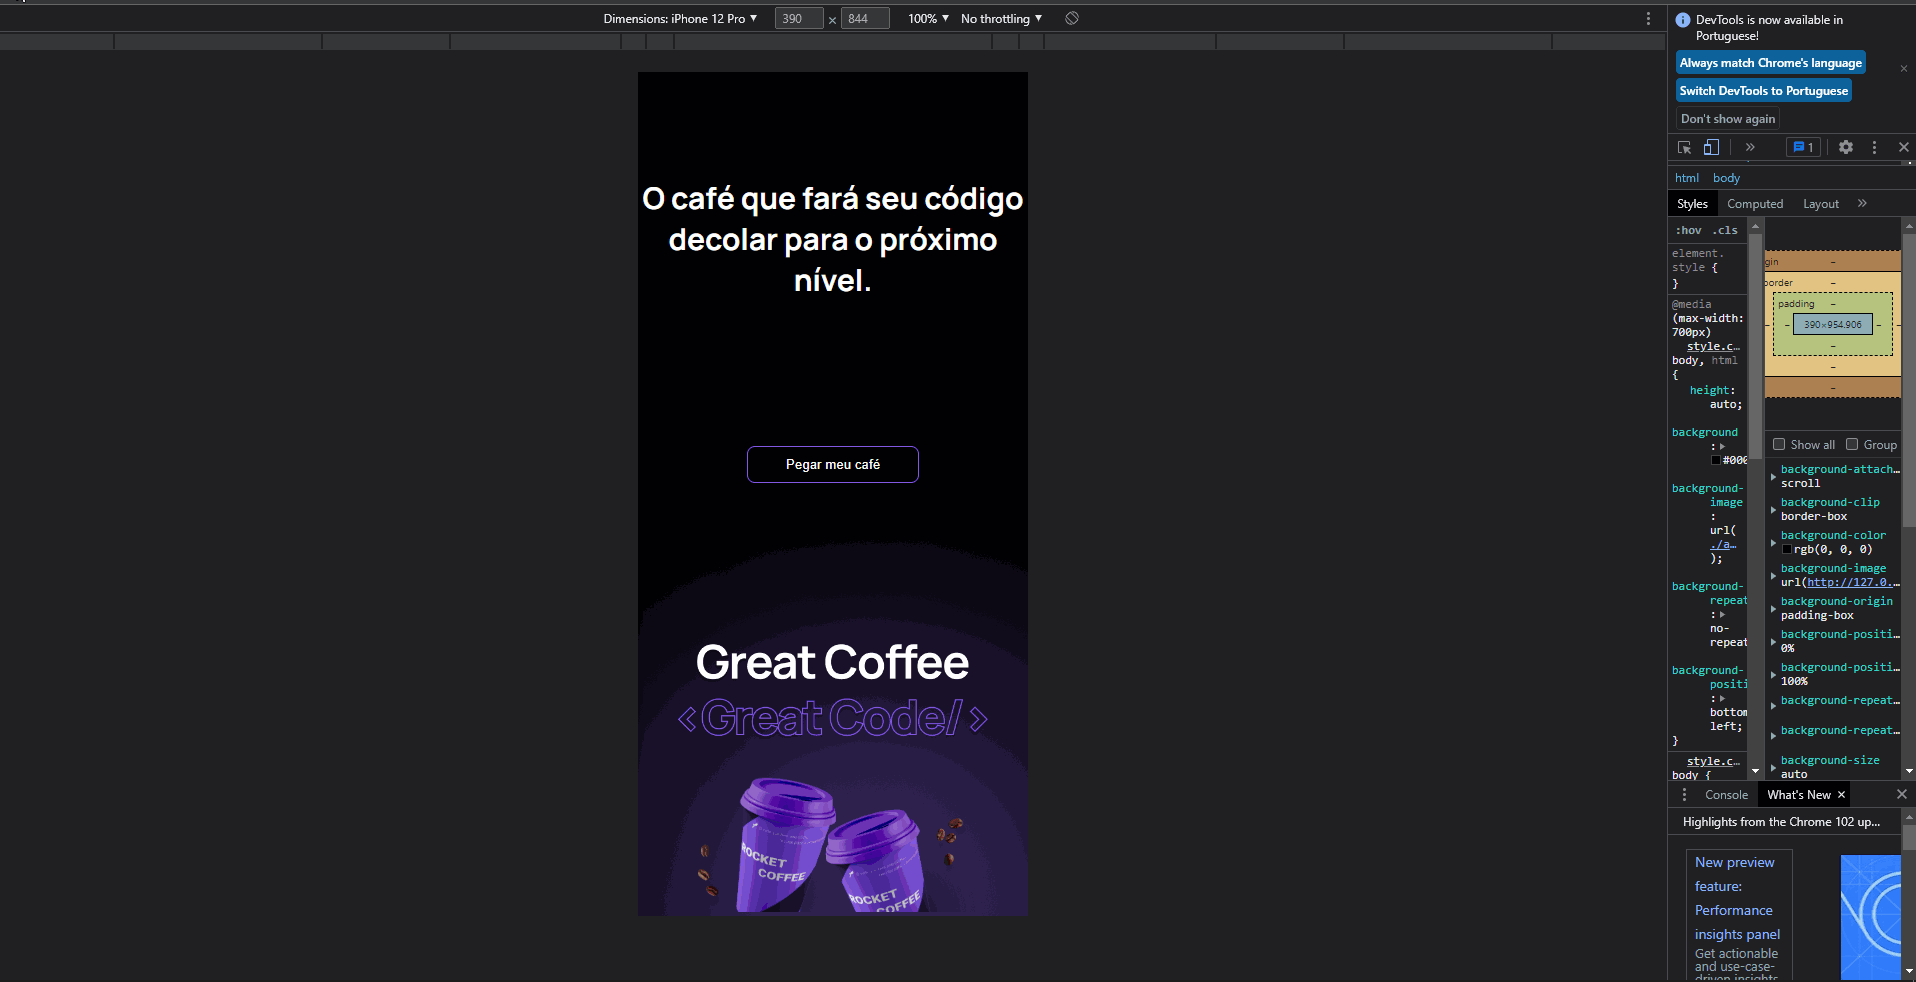 Dimensions: iPhone 12 Pro ▼ 390 × 844 100% ▼ No throttling ▼
DevTools is now available in
Portuguese!
Always match Chrome's language
Switch DevTools to Portuguese
Don't show again
1
html body
Styles Computed Layout
:hov .cls
element.
style {
}
@media
(max-width:
700px)
style.c…
body, html
{
height:
auto;
background
:
#000
background-
image
:
url(
./a…
);
background-
repeat
:
no-
repeat
background-
positi
:
bottom
left;
}
style.c…
body {
gin –
border –
padding –
– – 390×954.906 – –
–
–
–
Show all Group
background-attach…
scroll
background-clip
border-box
background-color
rgb(0, 0, 0)
background-image
url(http://127.0.…
background-origin
padding-box
background-positi…
0%
background-positi…
100%
background-repeat…
background-repeat…
background-size
auto
Console What's New ×
Highlights from the Chrome 102 up...
New preview
feature:
Performance
insights panel
Get actionable
and use-case-
driven insights
O café que fará seu código
decolar para o próximo
nível.
Pegar meu café
Great Coffee
<Great Code/>
ROCKET
COFFEE
ROCKET
COFFEE